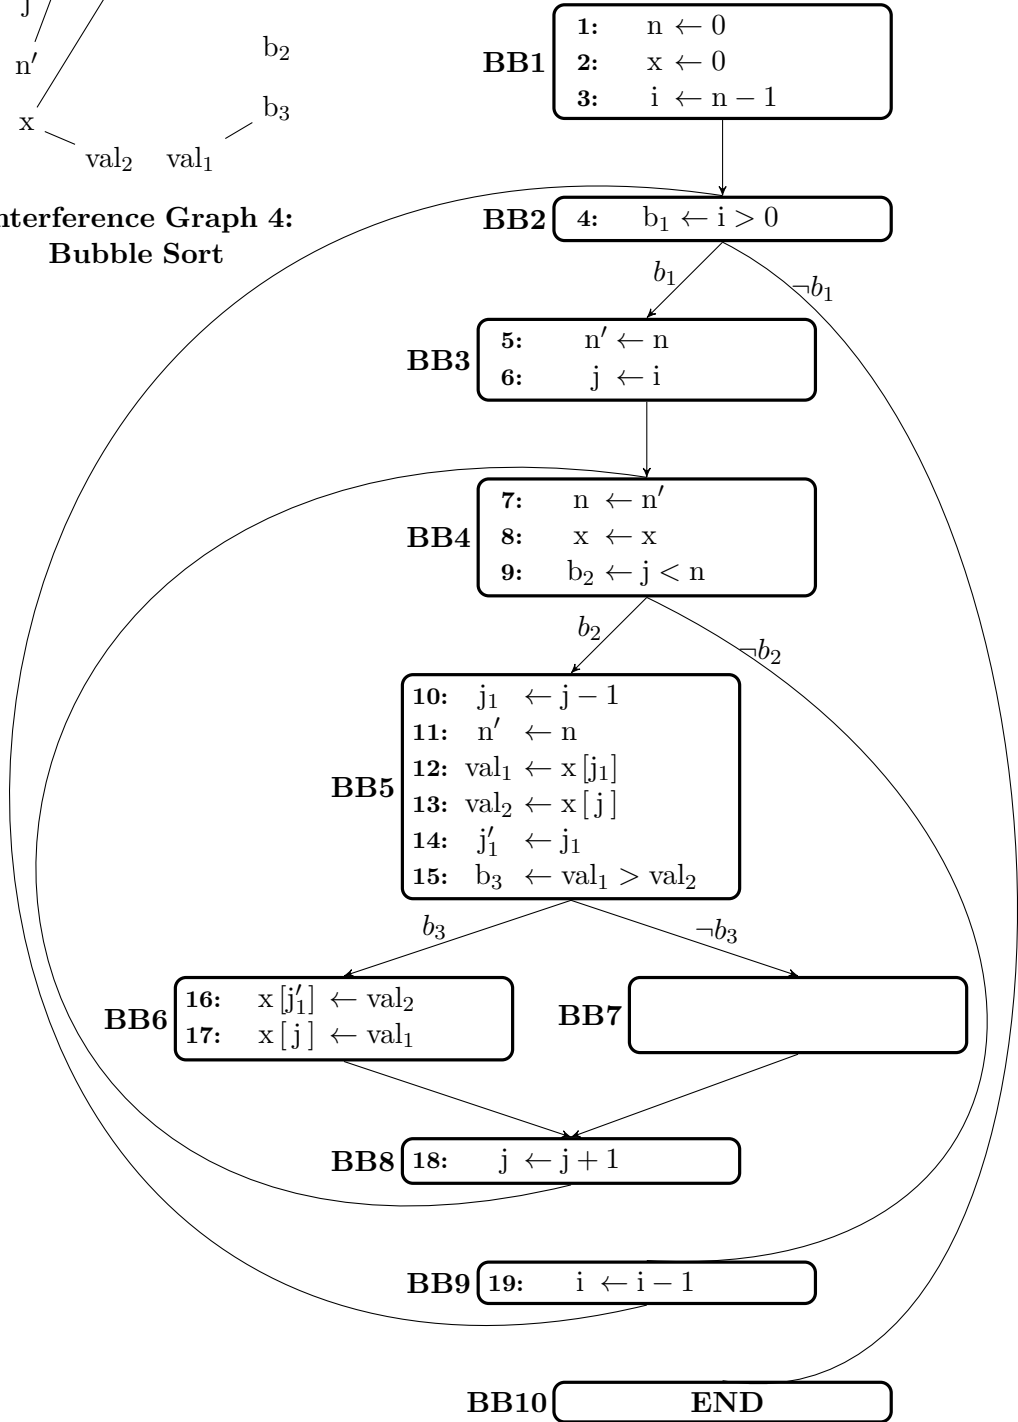 j
n′
x
val₂ val₁
b₂
b₃
nterference Graph 4:
Bubble Sort
BB1
1: n ← 0
2: x ← 0
3: i ← n − 1
BB2
4: b₁ ← i > 0
b₁
¬b₁
BB3
5: n′ ← n
6: j ← i
BB4
7: n ← n′
8: x ← x
9: b₂ ← j < n
b₂
¬b₂
BB5
10: j₁ ← j − 1
11: n′ ← n
12: val₁ ← x [j₁]
13: val₂ ← x [ j ]
14: j′₁ ← j₁
15: b₃ ← val₁ > val₂
b₃
¬b₃
BB6
16: x [j′₁] ← val₂
17: x [ j ] ← val₁
BB7
BB8
18: j ← j + 1
BB9
19: i ← i − 1
BB10
END